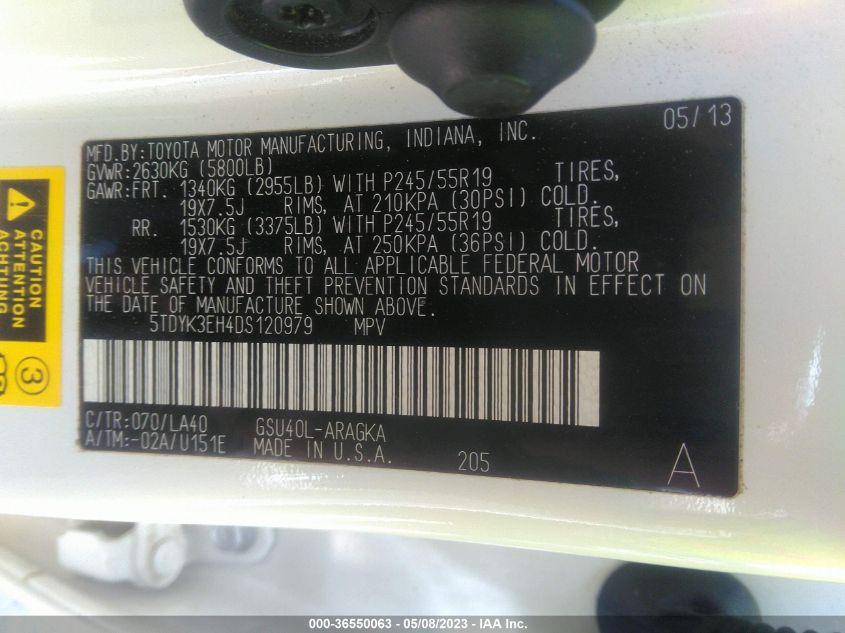 MFD.BY:TOYOTA MOTOR MANUFACTURING, INDIANA, INC. 05/13
GVWR:2630KG (5800LB)
GAWR:FRT. 1340KG (2955LB) WITH P245/55R19 TIRES,
19X7.5J RIMS, AT 210KPA (30PSI) COLD.
RR. 1530KG (3375LB) WITH P245/55R19 TIRES,
19X7.5J RIMS, AT 250KPA (36PSI) COLD.
THIS VEHICLE CONFORMS TO ALL APPLICABLE FEDERAL MOTOR
VEHICLE SAFETY AND THEFT PREVENTION STANDARDS IN EFFECT ON
THE DATE OF MANUFACTURE SHOWN ABOVE.
5TDYK3EH4DS120979 MPV
C/TR:070/LA40 GSU40L-ARAGKA
A/TM:-02A/U151E MADE IN U.S.A. 205 A
CAUTION
ATTENTION
ACHTUNG
3
000-36550063 - 05/08/2023 - IAA Inc.